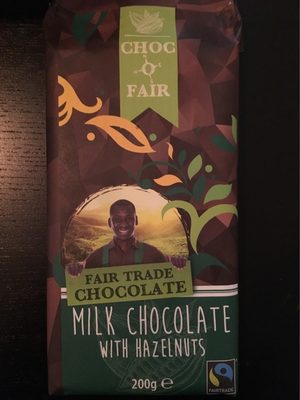 CHOC
O
FAIR
FAIR TRADE
CHOCOLATE
MILK CHOCOLATE
WITH HAZELNUTS
200g ℮
FAIRTRADE